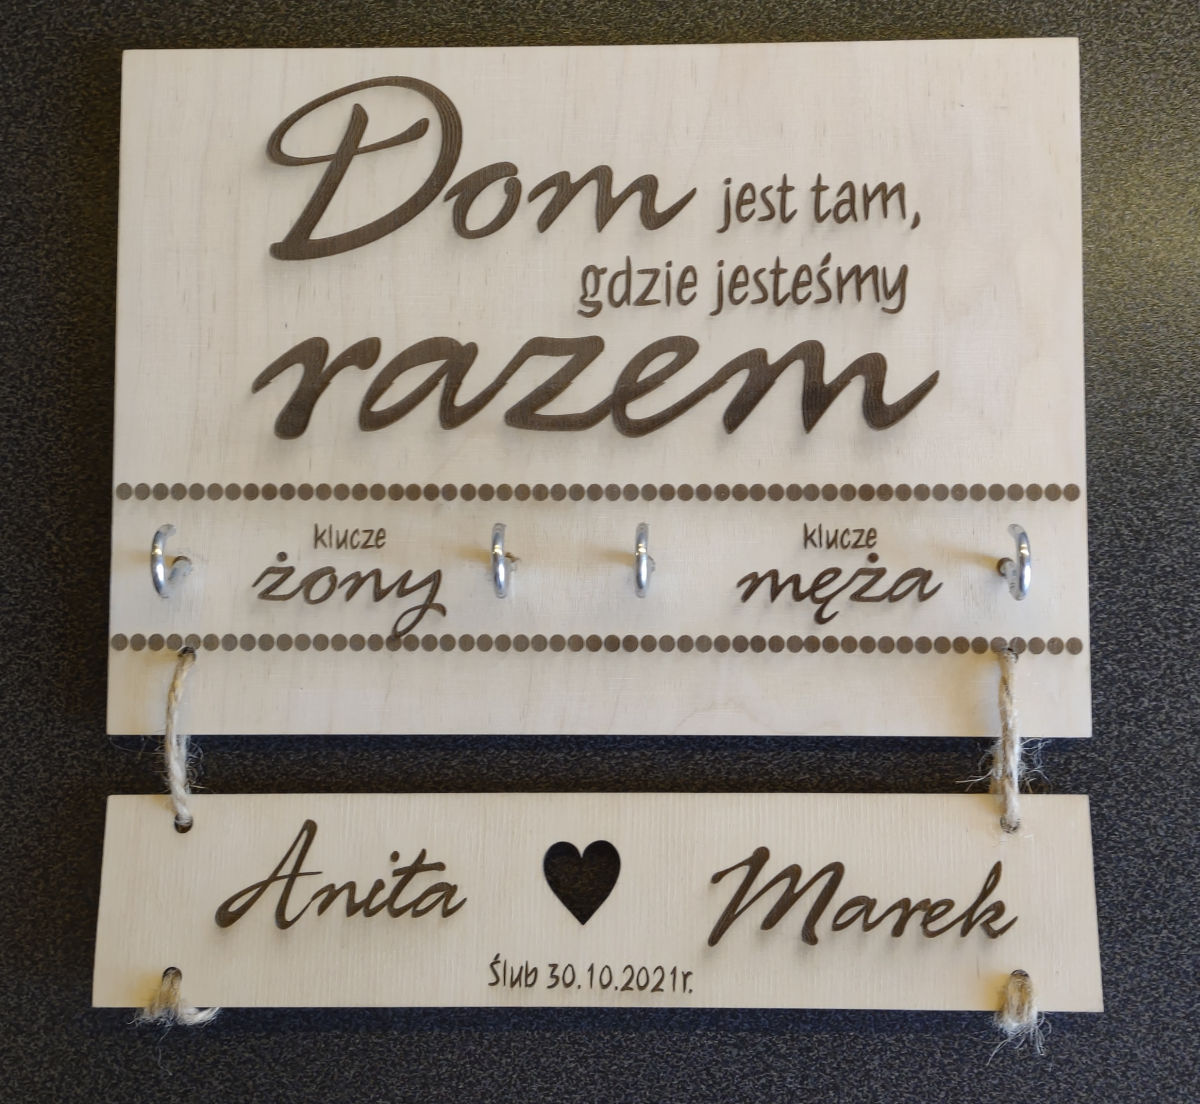 Dom jest tam,
gdzie jesteśmy
razem
klucze
żony
klucze
męża
Anita Marek
Ślub 30.10.2021r.